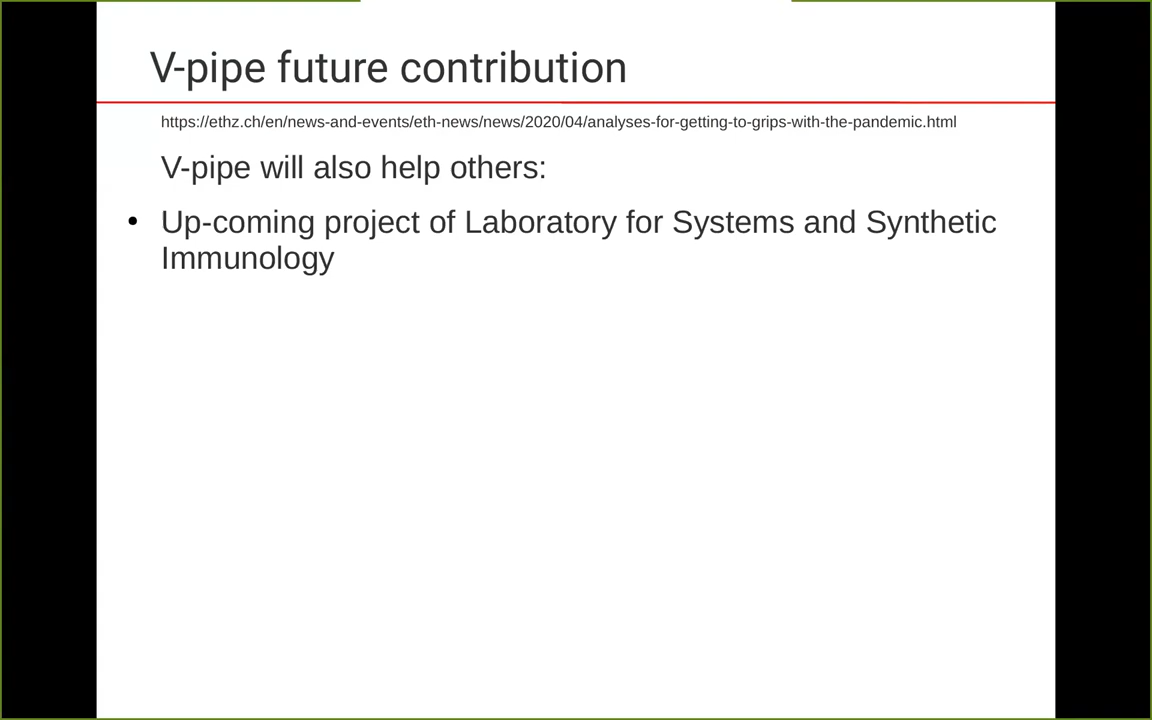 V-pipe future contribution
https://ethz.ch/en/news-and-events/eth-news/news/2020/04/analyses-for-getting-to-grips-with-the-pandemic.html
V-pipe will also help others:
• Up-coming project of Laboratory for Systems and Synthetic
Immunology